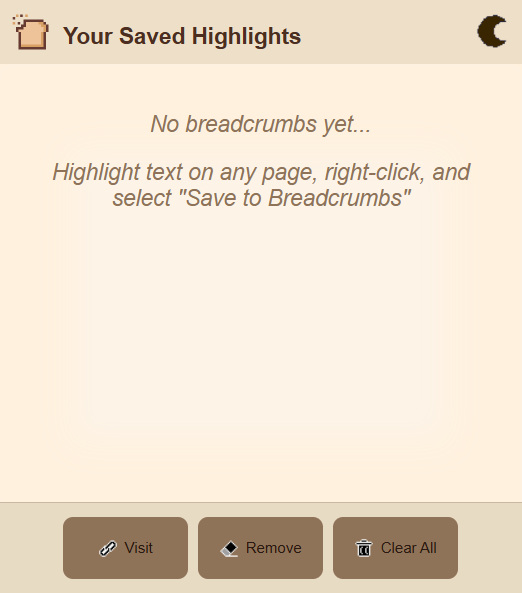 Your Saved Highlights
No breadcrumbs yet...
Highlight text on any page, right-click, and
select "Save to Breadcrumbs"
Visit
Remove
Clear All